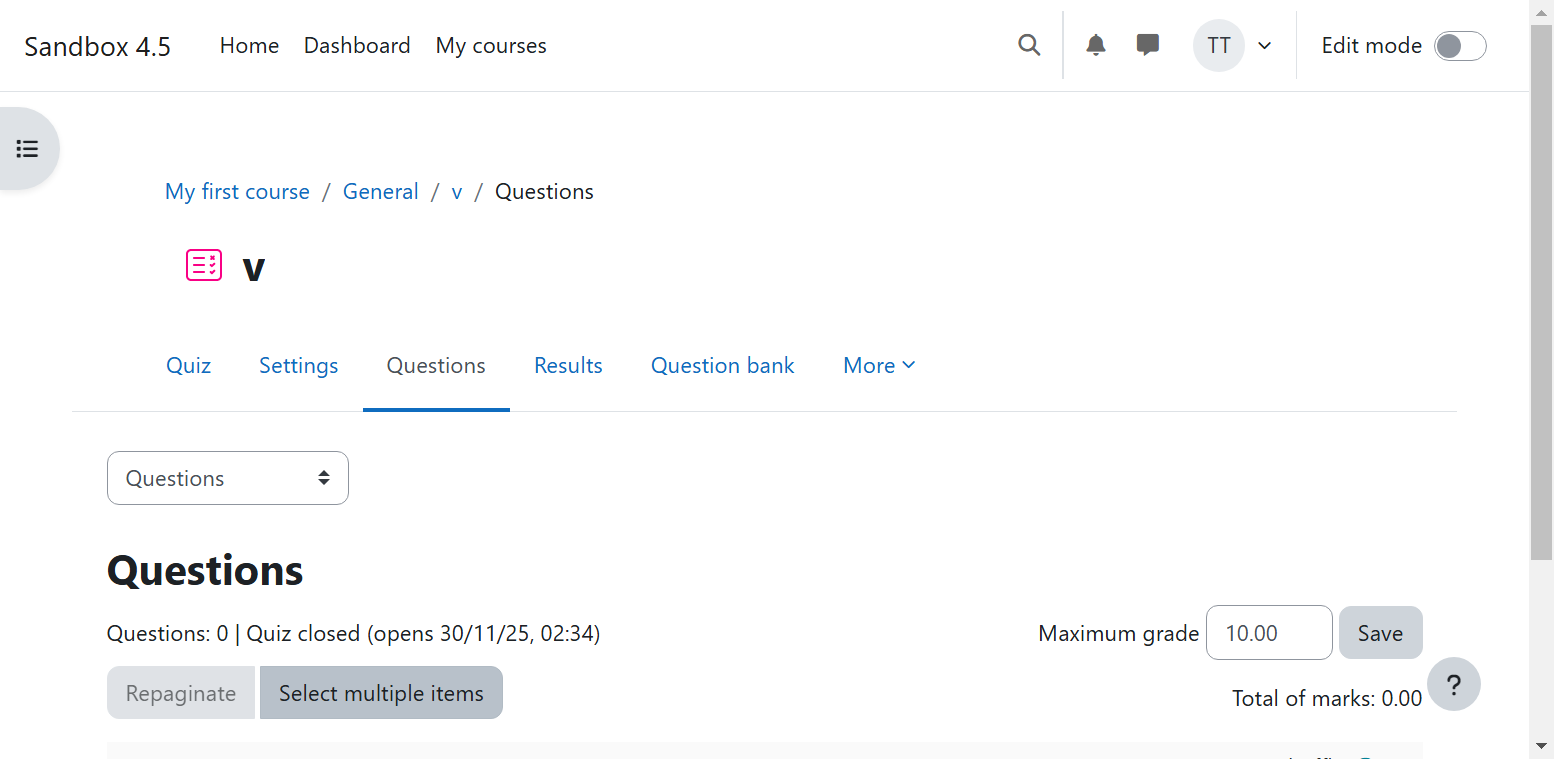 Sandbox 4.5 Home Dashboard My courses TT Edit mode
My first course / General / v / Questions
v
Quiz Settings Questions Results Question bank More
Questions
Questions
Questions: 0 | Quiz closed (opens 30/11/25, 02:34) Maximum grade 10.00 Save
Repaginate Select multiple items Total of marks: 0.00 ?